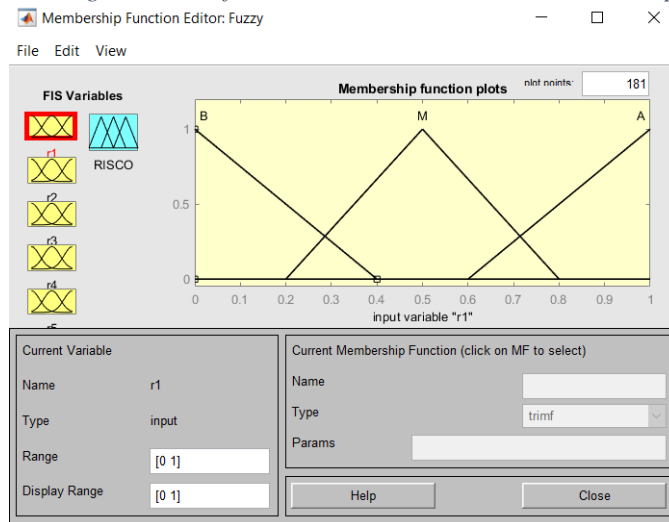 Membership Function Editor: Fuzzy
File Edit View
FIS Variables
r1
RISCO
r2
r3
r4
Membership function plots
plot points:
181
B
M
A
1
0.5
0
0 0.1 0.2 0.3 0.4 0.5 0.6 0.7 0.8 0.9 1
input variable "r1"
Current Variable
Name r1
Type input
Range [0 1]
Display Range [0 1]
Current Membership Function (click on MF to select)
Name
Type trimf
Params
Help
Close